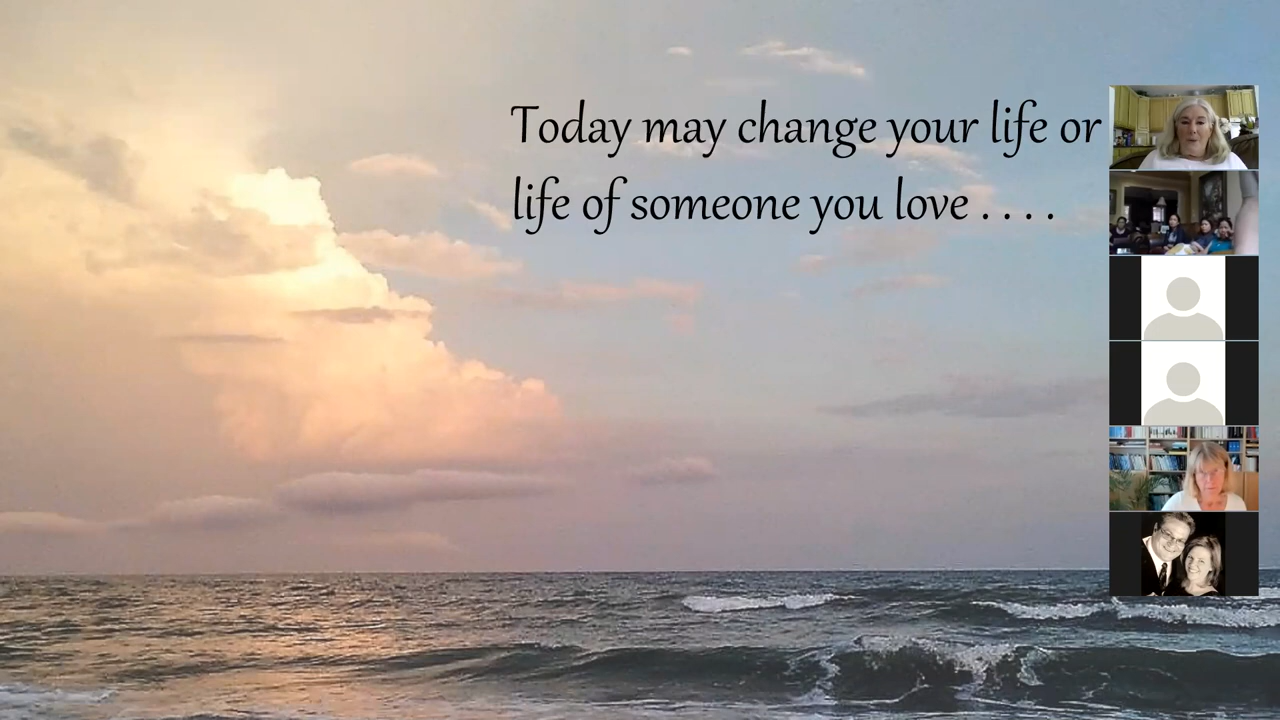 Today may change your life or
life of someone you love . . . .